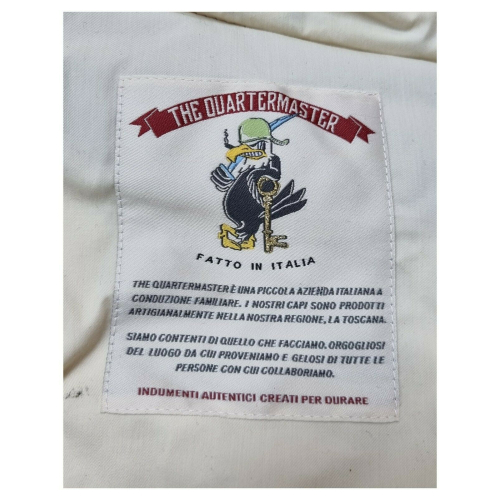 THE QUARTERMASTER
FATTO IN ITALIA
THE QUARTERMASTER È UNA PICCOLA AZIENDA ITALIANA A
CONDUZIONE FAMILIARE. I NOSTRI CAPI SONO PRODOTTI
ARTIGIANALMENTE NELLA NOSTRA REGIONE, LA TOSCANA.
SIAMO CONTENTI DI QUELLO CHE FACCIAMO. ORGOGLIOSI
DEL LUOGO DA CUI PROVENIAMO E GELOSI DI TUTTE LE
PERSONE CON CUI COLLABORIAMO.
INDUMENTI AUTENTICI CREATI PER DURARE